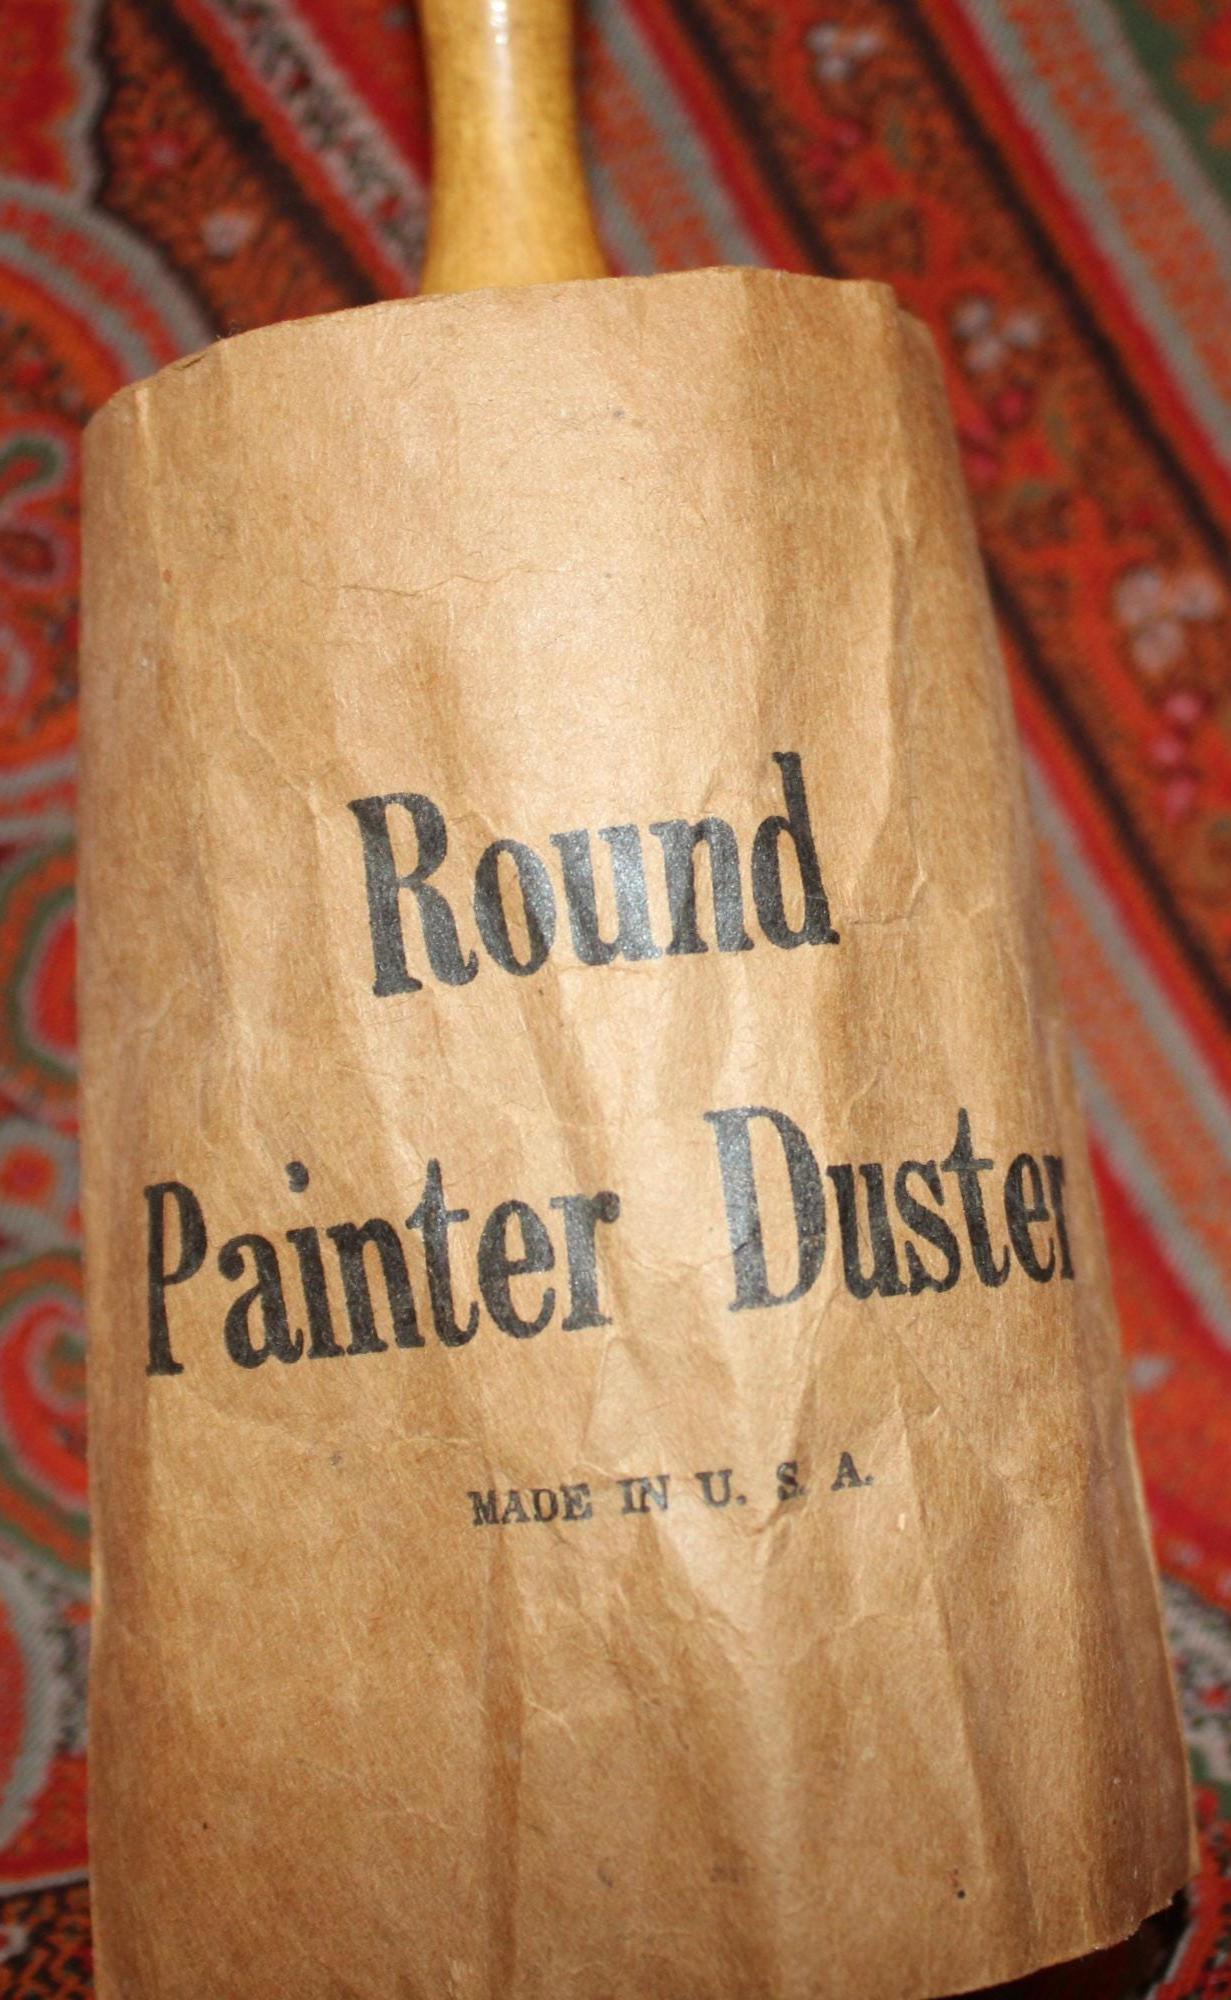 Round
Painter Duster
MADE IN U. S. A.